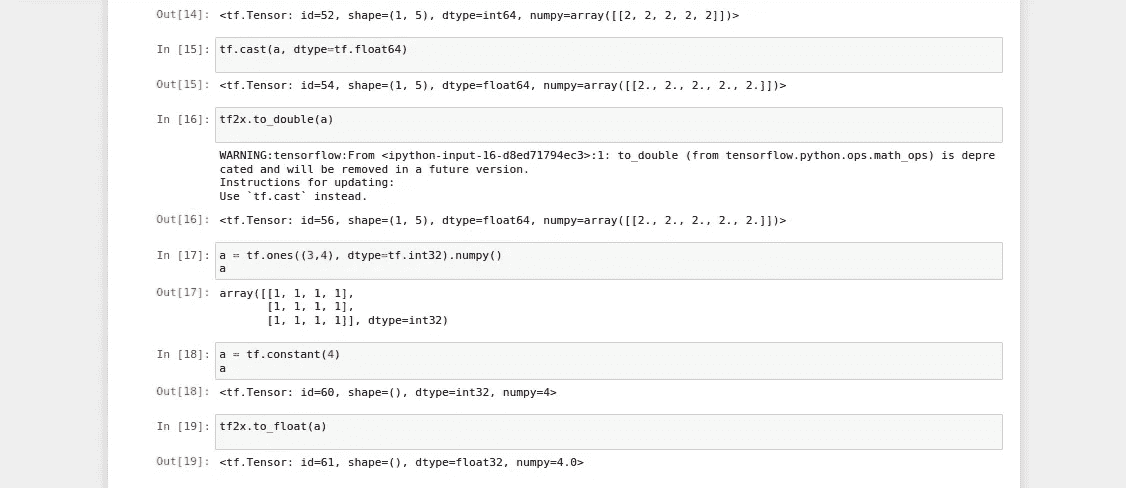 Out[14]: <tf.Tensor: id=52, shape=(1, 5), dtype=int64, numpy=array([[2, 2, 2, 2, 2]])>
In [15]: tf.cast(a, dtype=tf.float64)
Out[15]: <tf.Tensor: id=54, shape=(1, 5), dtype=float64, numpy=array([[2., 2., 2., 2., 2.]])>
In [16]: tf2x.to_double(a)
WARNING:tensorflow:From <ipython-input-16-d8ed71794ec3>:1: to_double (from tensorflow.python.ops.math_ops) is depre
cated and will be removed in a future version.
Instructions for updating:
Use `tf.cast` instead.
Out[16]: <tf.Tensor: id=56, shape=(1, 5), dtype=float64, numpy=array([[2., 2., 2., 2., 2.]])>
In [17]: a = tf.ones((3,4), dtype=tf.int32).numpy()
a
Out[17]: array([[1, 1, 1, 1],
[1, 1, 1, 1],
[1, 1, 1, 1]], dtype=int32)
In [18]: a = tf.constant(4)
a
Out[18]: <tf.Tensor: id=60, shape=(), dtype=int32, numpy=4>
In [19]: tf2x.to_float(a)
Out[19]: <tf.Tensor: id=61, shape=(), dtype=float32, numpy=4.0>